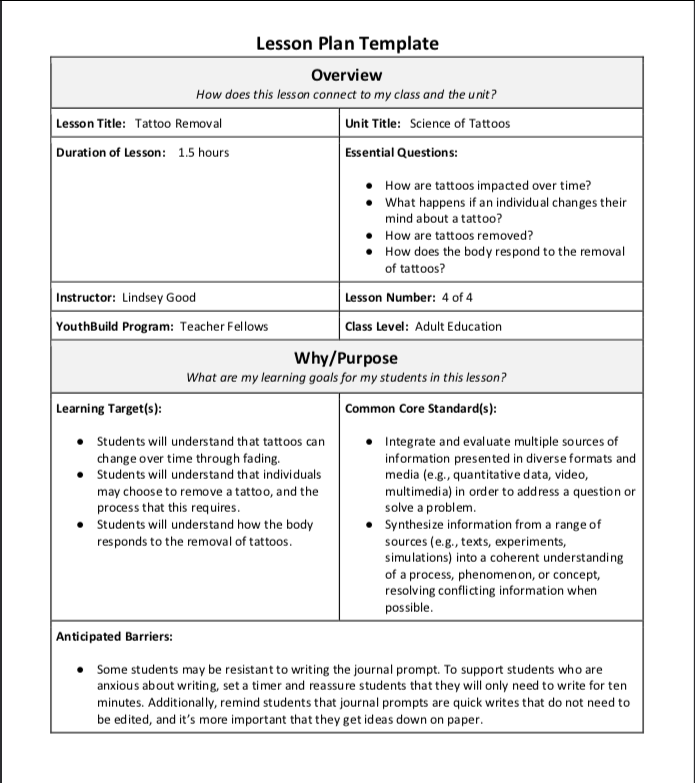 Lesson Plan Template
Overview
How does this lesson connect to my class and the unit?
Lesson Title: Tattoo Removal
Unit Title: Science of Tattoos
Duration of Lesson: 1.5 hours
Essential Questions:
● How are tattoos impacted over time?
● What happens if an individual changes their
mind about a tattoo?
● How are tattoos removed?
● How does the body respond to the removal
of tattoos?
Instructor: Lindsey Good
Lesson Number: 4 of 4
YouthBuild Program: Teacher Fellows
Class Level: Adult Education
Why/Purpose
What are my learning goals for my students in this lesson?
Learning Target(s):
● Students will understand that tattoos can
change over time through fading.
● Students will understand that individuals
may choose to remove a tattoo, and the
process that this requires.
● Students will understand how the body
responds to the removal of tattoos.
Common Core Standard(s):
● Integrate and evaluate multiple sources of
information presented in diverse formats and
media (e.g., quantitative data, video,
multimedia) in order to address a question or
solve a problem.
● Synthesize information from a range of
sources (e.g., texts, experiments,
simulations) into a coherent understanding
of a process, phenomenon, or concept,
resolving conflicting information when
possible.
Anticipated Barriers:
● Some students may be resistant to writing the journal prompt. To support students who are
anxious about writing, set a timer and reassure students that they will only need to write for ten
minutes. Additionally, remind students that journal prompts are quick writes that do not need to
be edited, and it's more important that they get ideas down on paper.